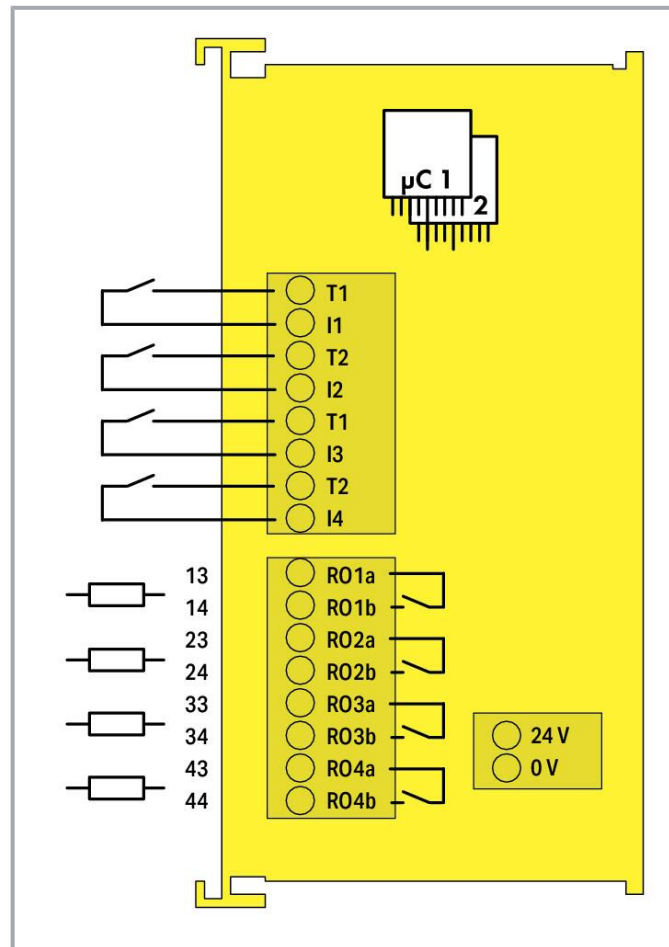 µC 1
2
T1
I1
T2
I2
T1
I3
T2
I4
13 RO1a
14 RO1b
23 RO2a
24 RO2b
33 RO3a
34 RO3b
43 RO4a
44 RO4b
24 V
0 V